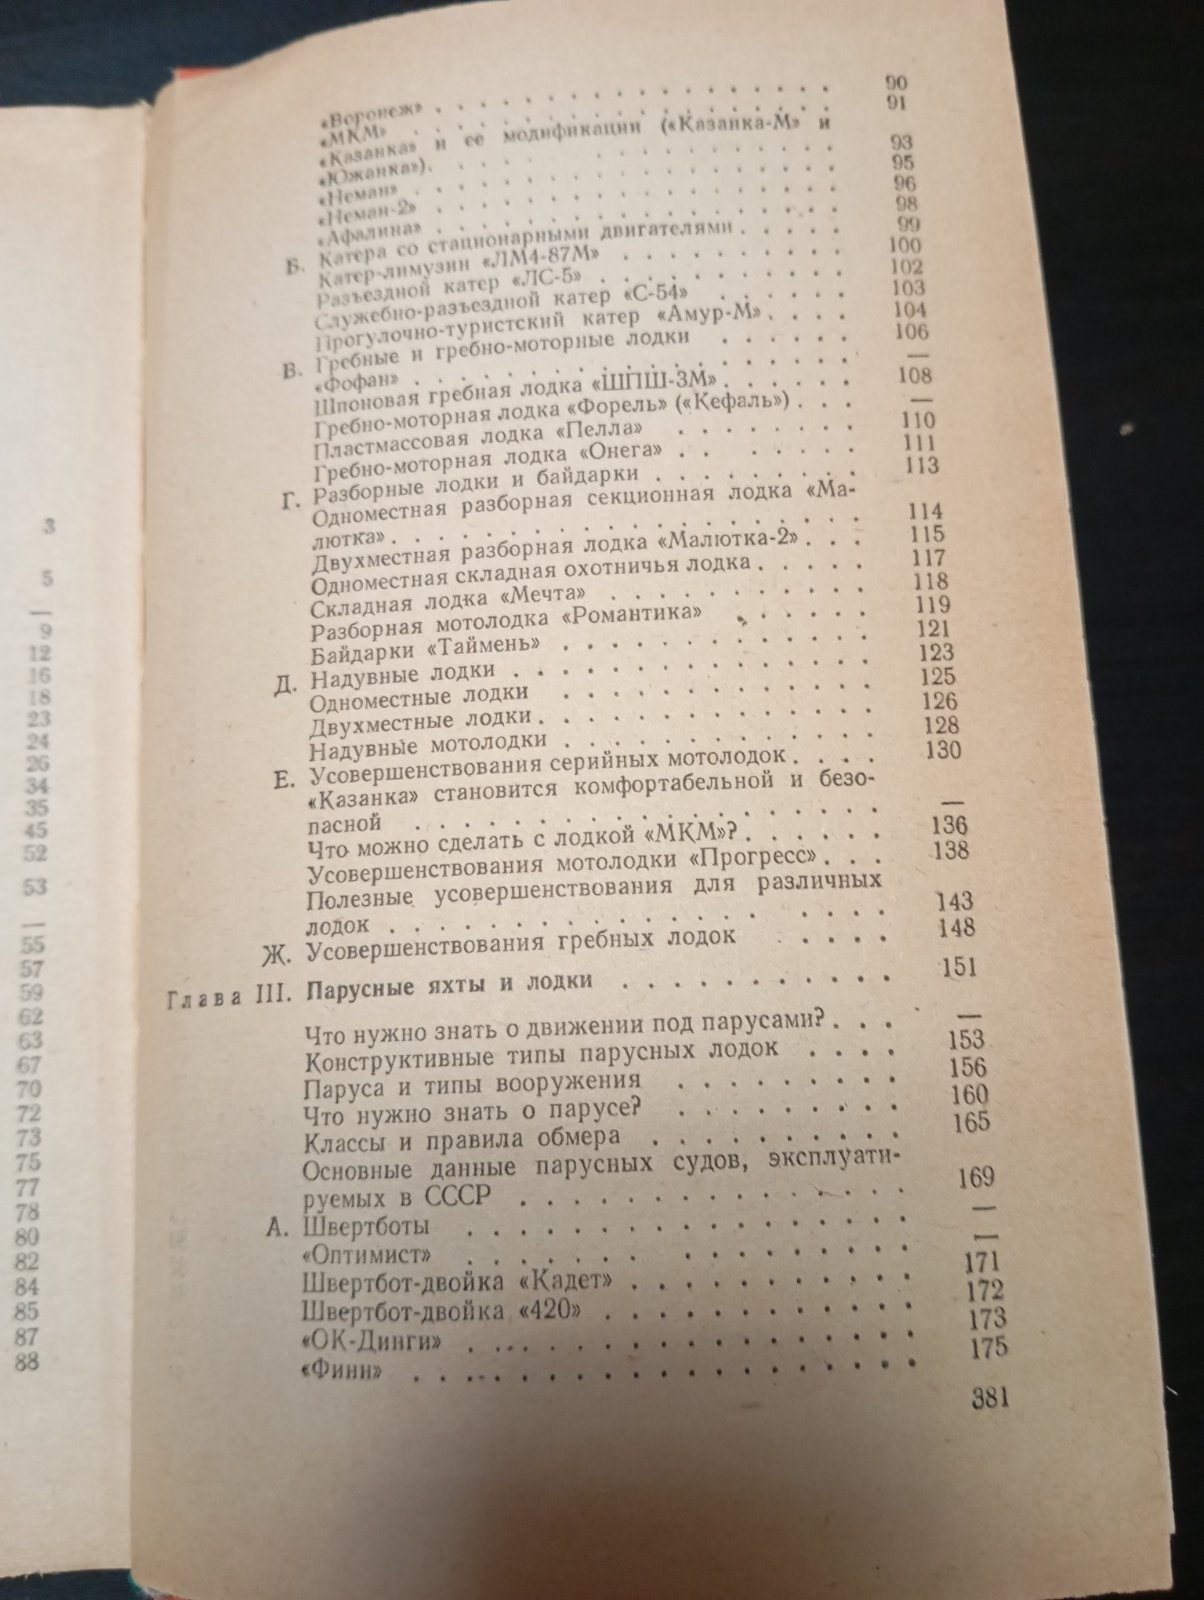 3
5
—
9
12
16
18
23
24
26
34
35
45
52
53
—
55
57
59
62
63
67
70
72
73
75
77
78
80
82
84
85
87
88
«Воронеж» . . . . . . . . . . . . . . . 90
«МКМ» . . . . . . . . . . . . . . . 91
«Казанка» и ее модификации («Казанка-М» и
«Южанка»). . . . . . . . . . . . . . 93
«Неман» . . . . . . . . . . . . . . . 95
«Неман-2» . . . . . . . . . . . . . . 96
«Афалина» . . . . . . . . . . . . . . 98
Б. Катера со стационарными двигателями . . . . . 99
Катер-лимузин «ЛМ4-87М» . . . . . . . . . 100
Разъездной катер «ЛС-5» . . . . . . . . . . 102
Служебно-разъездной катер «С-54» . . . . . . 103
Прогулочно-туристский катер «Амур-М» . . . . 104
В. Гребные и гребно-моторные лодки . . . . . . 106
«Фофан» . . . . . . . . . . . . . . . —
Шпоновая гребная лодка «ШПШ-3М» . . . . . 108
Гребно-моторная лодка «Форель» («Кефаль») . . . —
Пластмассовая лодка «Пелла» . . . . . . . . 110
Гребно-моторная лодка «Онега» . . . . . . . 111
Г. Разборные лодки и байдарки . . . . . . . . 113
Одноместная разборная секционная лодка «Ма-
лютка» . . . . . . . . . . . . . . . . 114
Двухместная разборная лодка «Малютка-2» . . . 115
Одноместная складная охотничья лодка . . . . . 117
Складная лодка «Мечта» . . . . . . . . . . 118
Разборная мотолодка «Романтика» . . . . . . 119
Байдарки «Таймень» . . . . . . . . . . . . 121
Д. Надувные лодки . . . . . . . . . . . . . 123
Одноместные лодки . . . . . . . . . . . . 125
Двухместные лодки . . . . . . . . . . . . . 126
Надувные мотолодки . . . . . . . . . . . . 128
Е. Усовершенствования серийных мотолодок . . . . 130
«Казанка» становится комфортабельной и безо-
пасной . . . . . . . . . . . . . . . . —
Что можно сделать с лодкой «МКМ»? . . . . . . 136
Усовершенствования мотолодки «Прогресс» . . . 138
Полезные усовершенствования для различных
лодок . . . . . . . . . . . . . . . . 143
Ж. Усовершенствования гребных лодок . . . . . 148
Глава III. Парусные яхты и лодки . . . . . . . . . . 151
Что нужно знать о движении под парусами? . . . —
Конструктивные типы парусных лодок . . . . 153
Паруса и типы вооружения . . . . . . . . . 156
Что нужно знать о парусе? . . . . . . . . . 160
Классы и правила обмера . . . . . . . . . . 165
Основные данные парусных судов, эксплуати-
руемых в СССР . . . . . . . . . . . . . . 169
А. Швертботы . . . . . . . . . . . . . . . . —
«Оптимист» . . . . . . . . . . . . . . . —
Швертбот-двойка «Кадет» . . . . . . . . . . . 171
Швертбот-двойка «420» . . . . . . . . . . . . 172
«ОК-Динги» . . . . . . . . . . . . . . . . 173
«Финн» . . . . . . . . . . . . . . . . . . 175
381